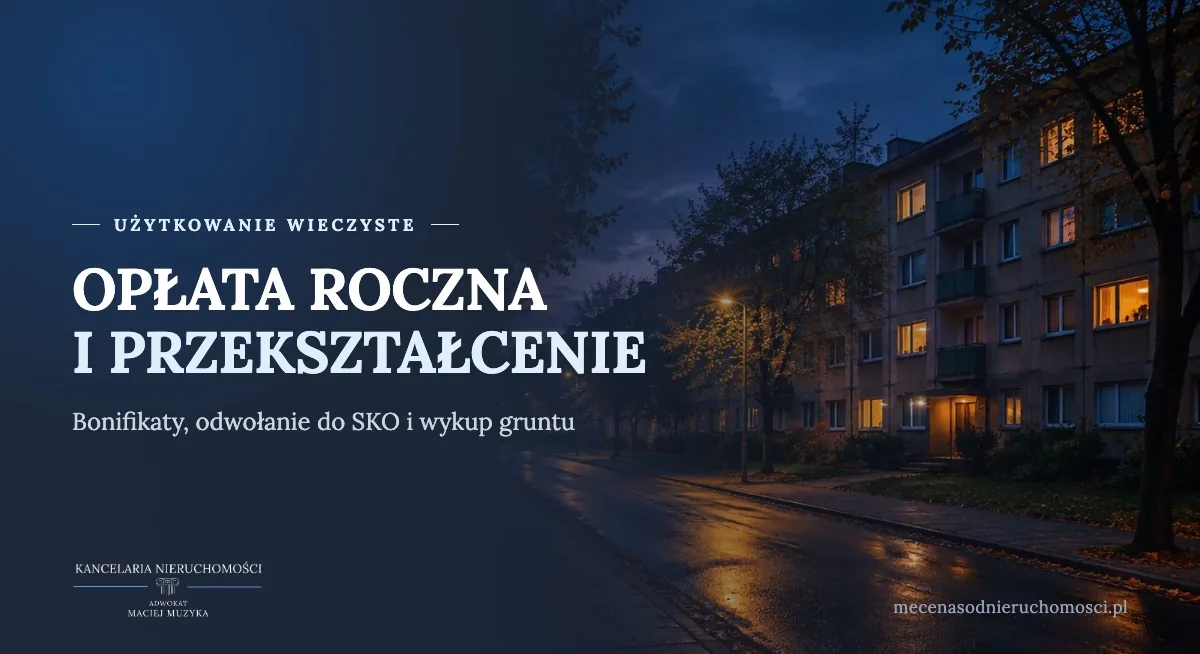 UŻYTKOWANIE WIECZYSTE
OPŁATA ROCZNA
I PRZEKSZTAŁCENIE
Bonifikaty, odwołanie do SKO i wykup gruntu
KANCELARIA NIERUCHOMOŚCI
ADWOKAT
MACIEJ MUZYKA
mecenasodnieruchomosci.pl